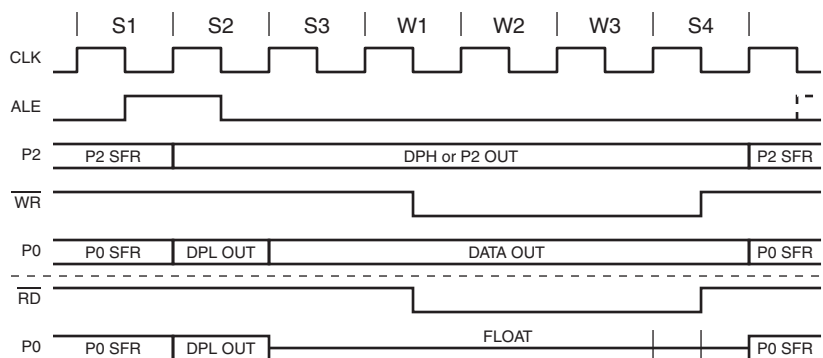 S1 S2 S3 W1 W2 W3 S4
CLK
ALE
P2 P2 SFR DPH or P2 OUT P2 SFR
WR
P0 P0 SFR DPL OUT DATA OUT P0 SFR
RD
P0 P0 SFR DPL OUT FLOAT P0 SFR